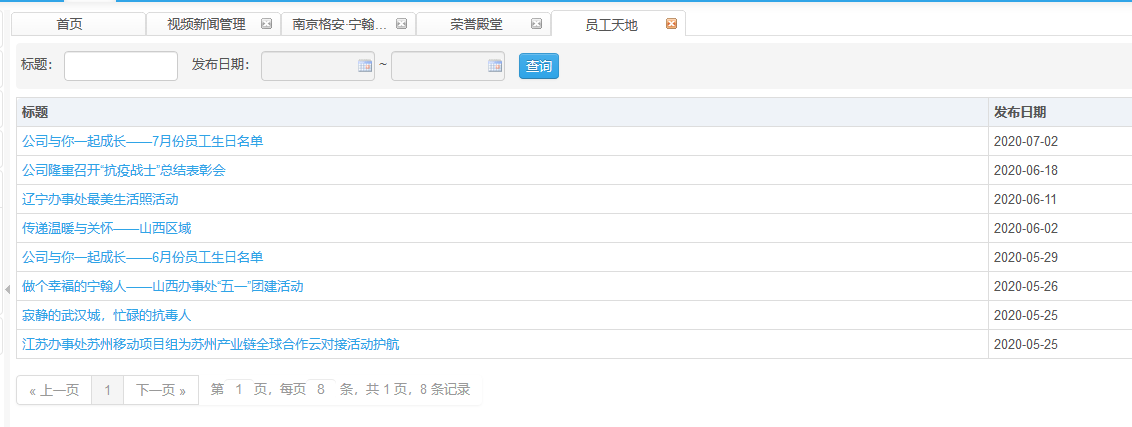 首页 视频新闻管理 南京格安·宁翰... 荣誉殿堂 员工天地
标题: 发布日期: ~ 查询
标题 发布日期
公司与你一起成长——7月份员工生日名单 2020-07-02
公司隆重召开“抗疫战士”总结表彰会 2020-06-18
辽宁办事处最美生活照活动 2020-06-11
传递温暖与关怀——山西区域 2020-06-02
公司与你一起成长——6月份员工生日名单 2020-05-29
做个幸福的宁翰人——山西办事处“五一”团建活动 2020-05-26
寂静的武汉城，忙碌的抗毒人 2020-05-25
江苏办事处苏州移动项目组为苏州产业链全球合作云对接活动护航 2020-05-25
« 上一页 1 下一页 » 第 1 页，每页 8 条，共 1 页，8 条记录